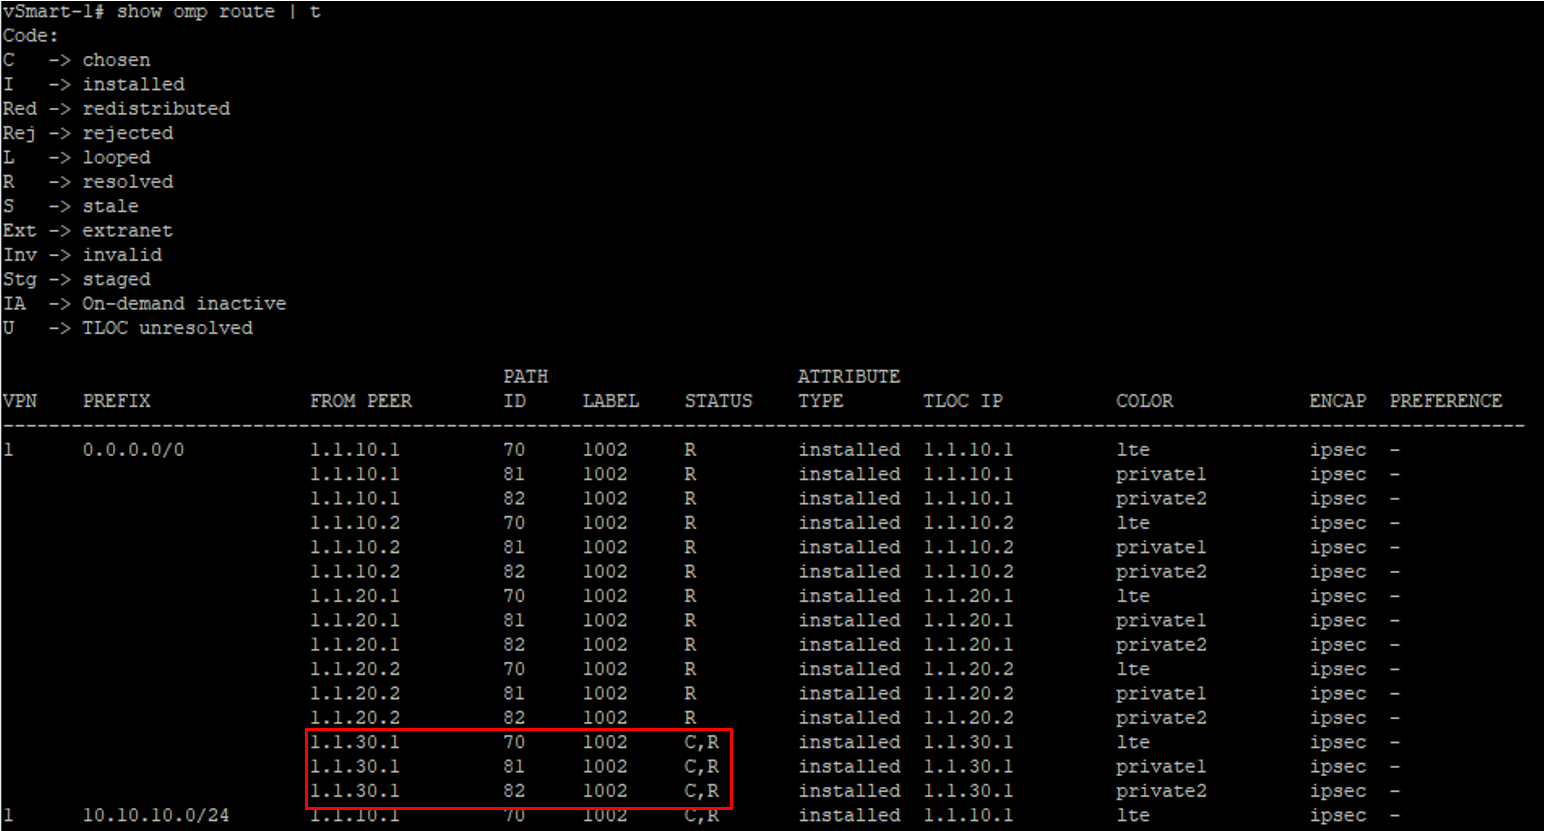 vSmart-1# show omp route | t
Code:
C   -> chosen
I   -> installed
Red -> redistributed
Rej -> rejected
L   -> looped
R   -> resolved
S   -> stale
Ext -> extranet
Inv -> invalid
Stg -> staged
IA  -> On-demand inactive
U   -> TLOC unresolved
PATH ATTRIBUTE
VPN PREFIX FROM PEER ID LABEL STATUS TYPE TLOC IP COLOR ENCAP PREFERENCE
--------------------------------------------------------------------------------------------------------------------------------------
1 0.0.0.0/0 1.1.10.1 70 1002 R installed 1.1.10.1 lte ipsec -
1.1.10.1 81 1002 R installed 1.1.10.1 private1 ipsec -
1.1.10.1 82 1002 R installed 1.1.10.1 private2 ipsec -
1.1.10.2 70 1002 R installed 1.1.10.2 lte ipsec -
1.1.10.2 81 1002 R installed 1.1.10.2 private1 ipsec -
1.1.10.2 82 1002 R installed 1.1.10.2 private2 ipsec -
1.1.20.1 70 1002 R installed 1.1.20.1 lte ipsec -
1.1.20.1 81 1002 R installed 1.1.20.1 private1 ipsec -
1.1.20.1 82 1002 R installed 1.1.20.1 private2 ipsec -
1.1.20.2 70 1002 R installed 1.1.20.2 lte ipsec -
1.1.20.2 81 1002 R installed 1.1.20.2 private1 ipsec -
1.1.20.2 82 1002 R installed 1.1.20.2 private2 ipsec -
1.1.30.1 70 1002 C,R installed 1.1.30.1 lte ipsec -
1.1.30.1 81 1002 C,R installed 1.1.30.1 private1 ipsec -
1.1.30.1 82 1002 C,R installed 1.1.30.1 private2 ipsec -
1 10.10.10.0/24 1.1.10.1 70 1002 C,R installed 1.1.10.1 lte ipsec -